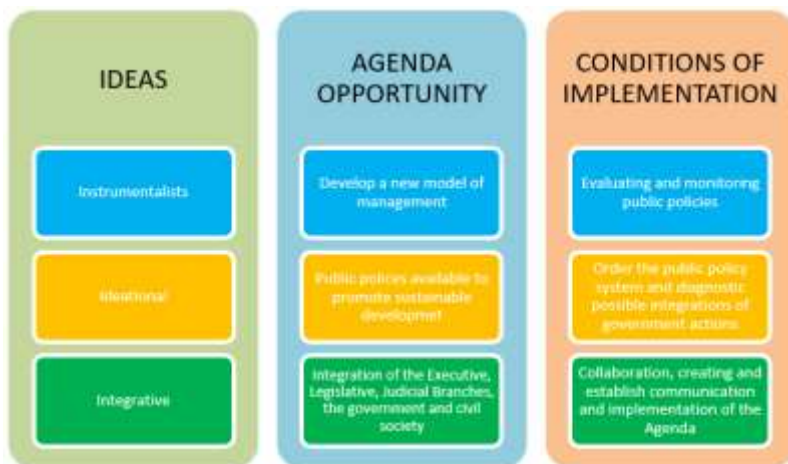 IDEAS
Instrumentalists
Ideational
Integrative
AGENDA
OPPORTUNITY
Develop a new model of
management
Public polices available to
promote sustainable
developmet
Integration of the Executive,
Legislative, Judicial Branches,
the government and civil
society
CONDITIONS OF
IMPLEMENTATION
Evaluating and monitoring
public policies
Order the public policy
system and diagnostic
possible integrations of
government actions
Collaboration, creating and
establish communication
and implementation of the
Agenda